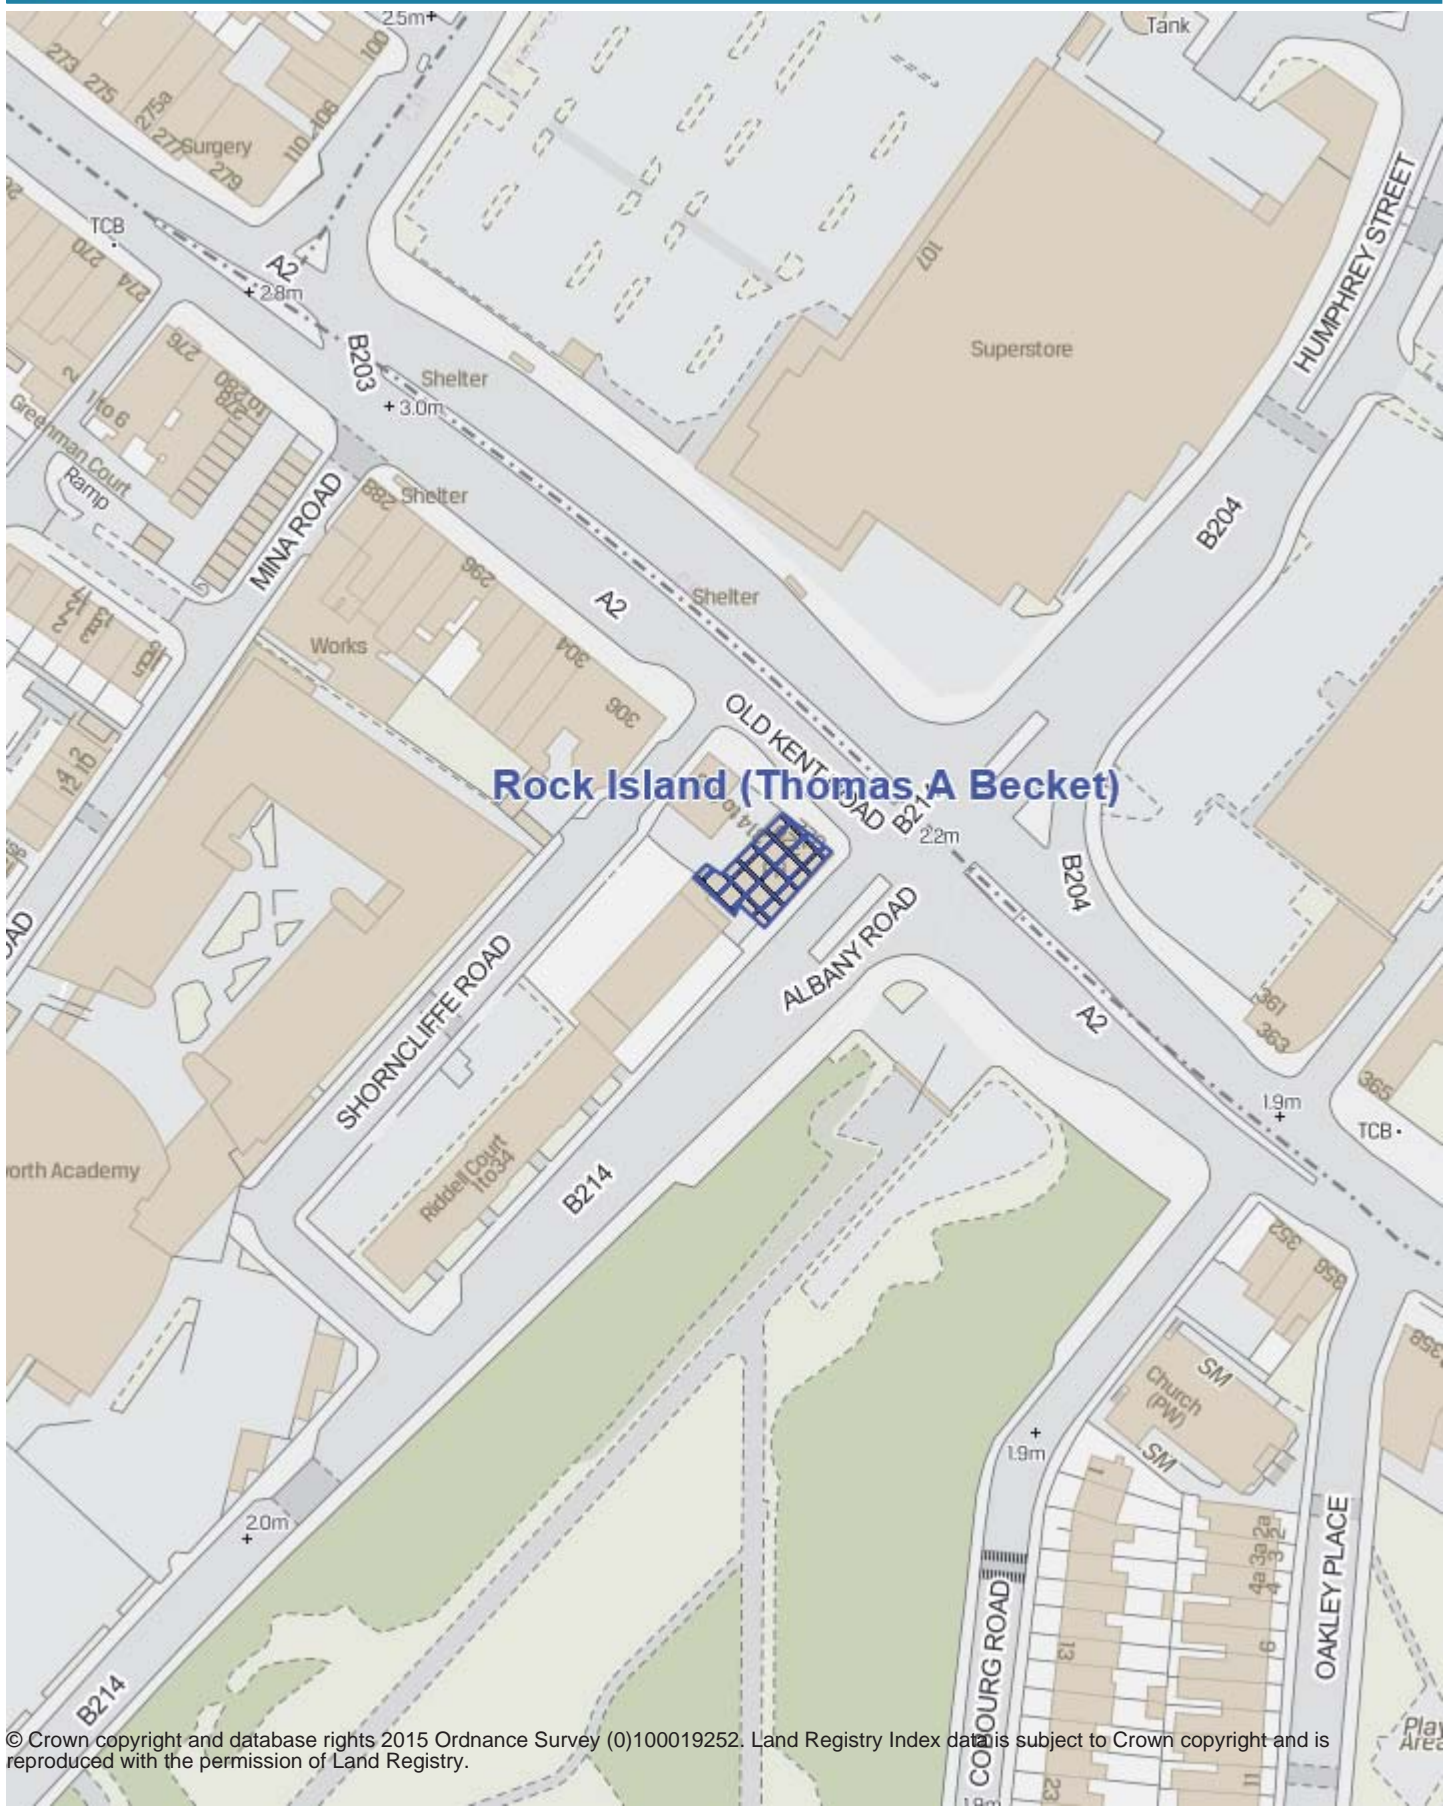 2.5m+
Tank
100
273
275
275a
277
Surgery
279
110
106
TCB
270
274
A2
+ 2.8m
HUMPHREY STREET
107
Superstore
276
B203
Shelter
+ 3.0m
2
1 to 6
278
to 280
Greenman Court
Ramp
MINA ROAD
288
Shelter
296
A2
B204
Shelter
Works
304
306
OLD KENT ROAD
Rock Island (Thomas A Becket)
2.2m
B204
ALBANY ROAD
SHORNCLIFFE ROAD
A2
361
363
365
1.9m
TCB
orth Academy
Riddell Court
1to34
B214
352
356
358
SM
Church
(PW)
SM
1.9m
1
2.0m
2a
3a 2
4a 3
4
OAKLEY PLACE
COBOURG ROAD
13
9
B214
23
11
Play
Area
1.9m
© Crown copyright and database rights 2015 Ordnance Survey (0)100019252. Land Registry Index data is subject to Crown copyright and is
reproduced with the permission of Land Registry.